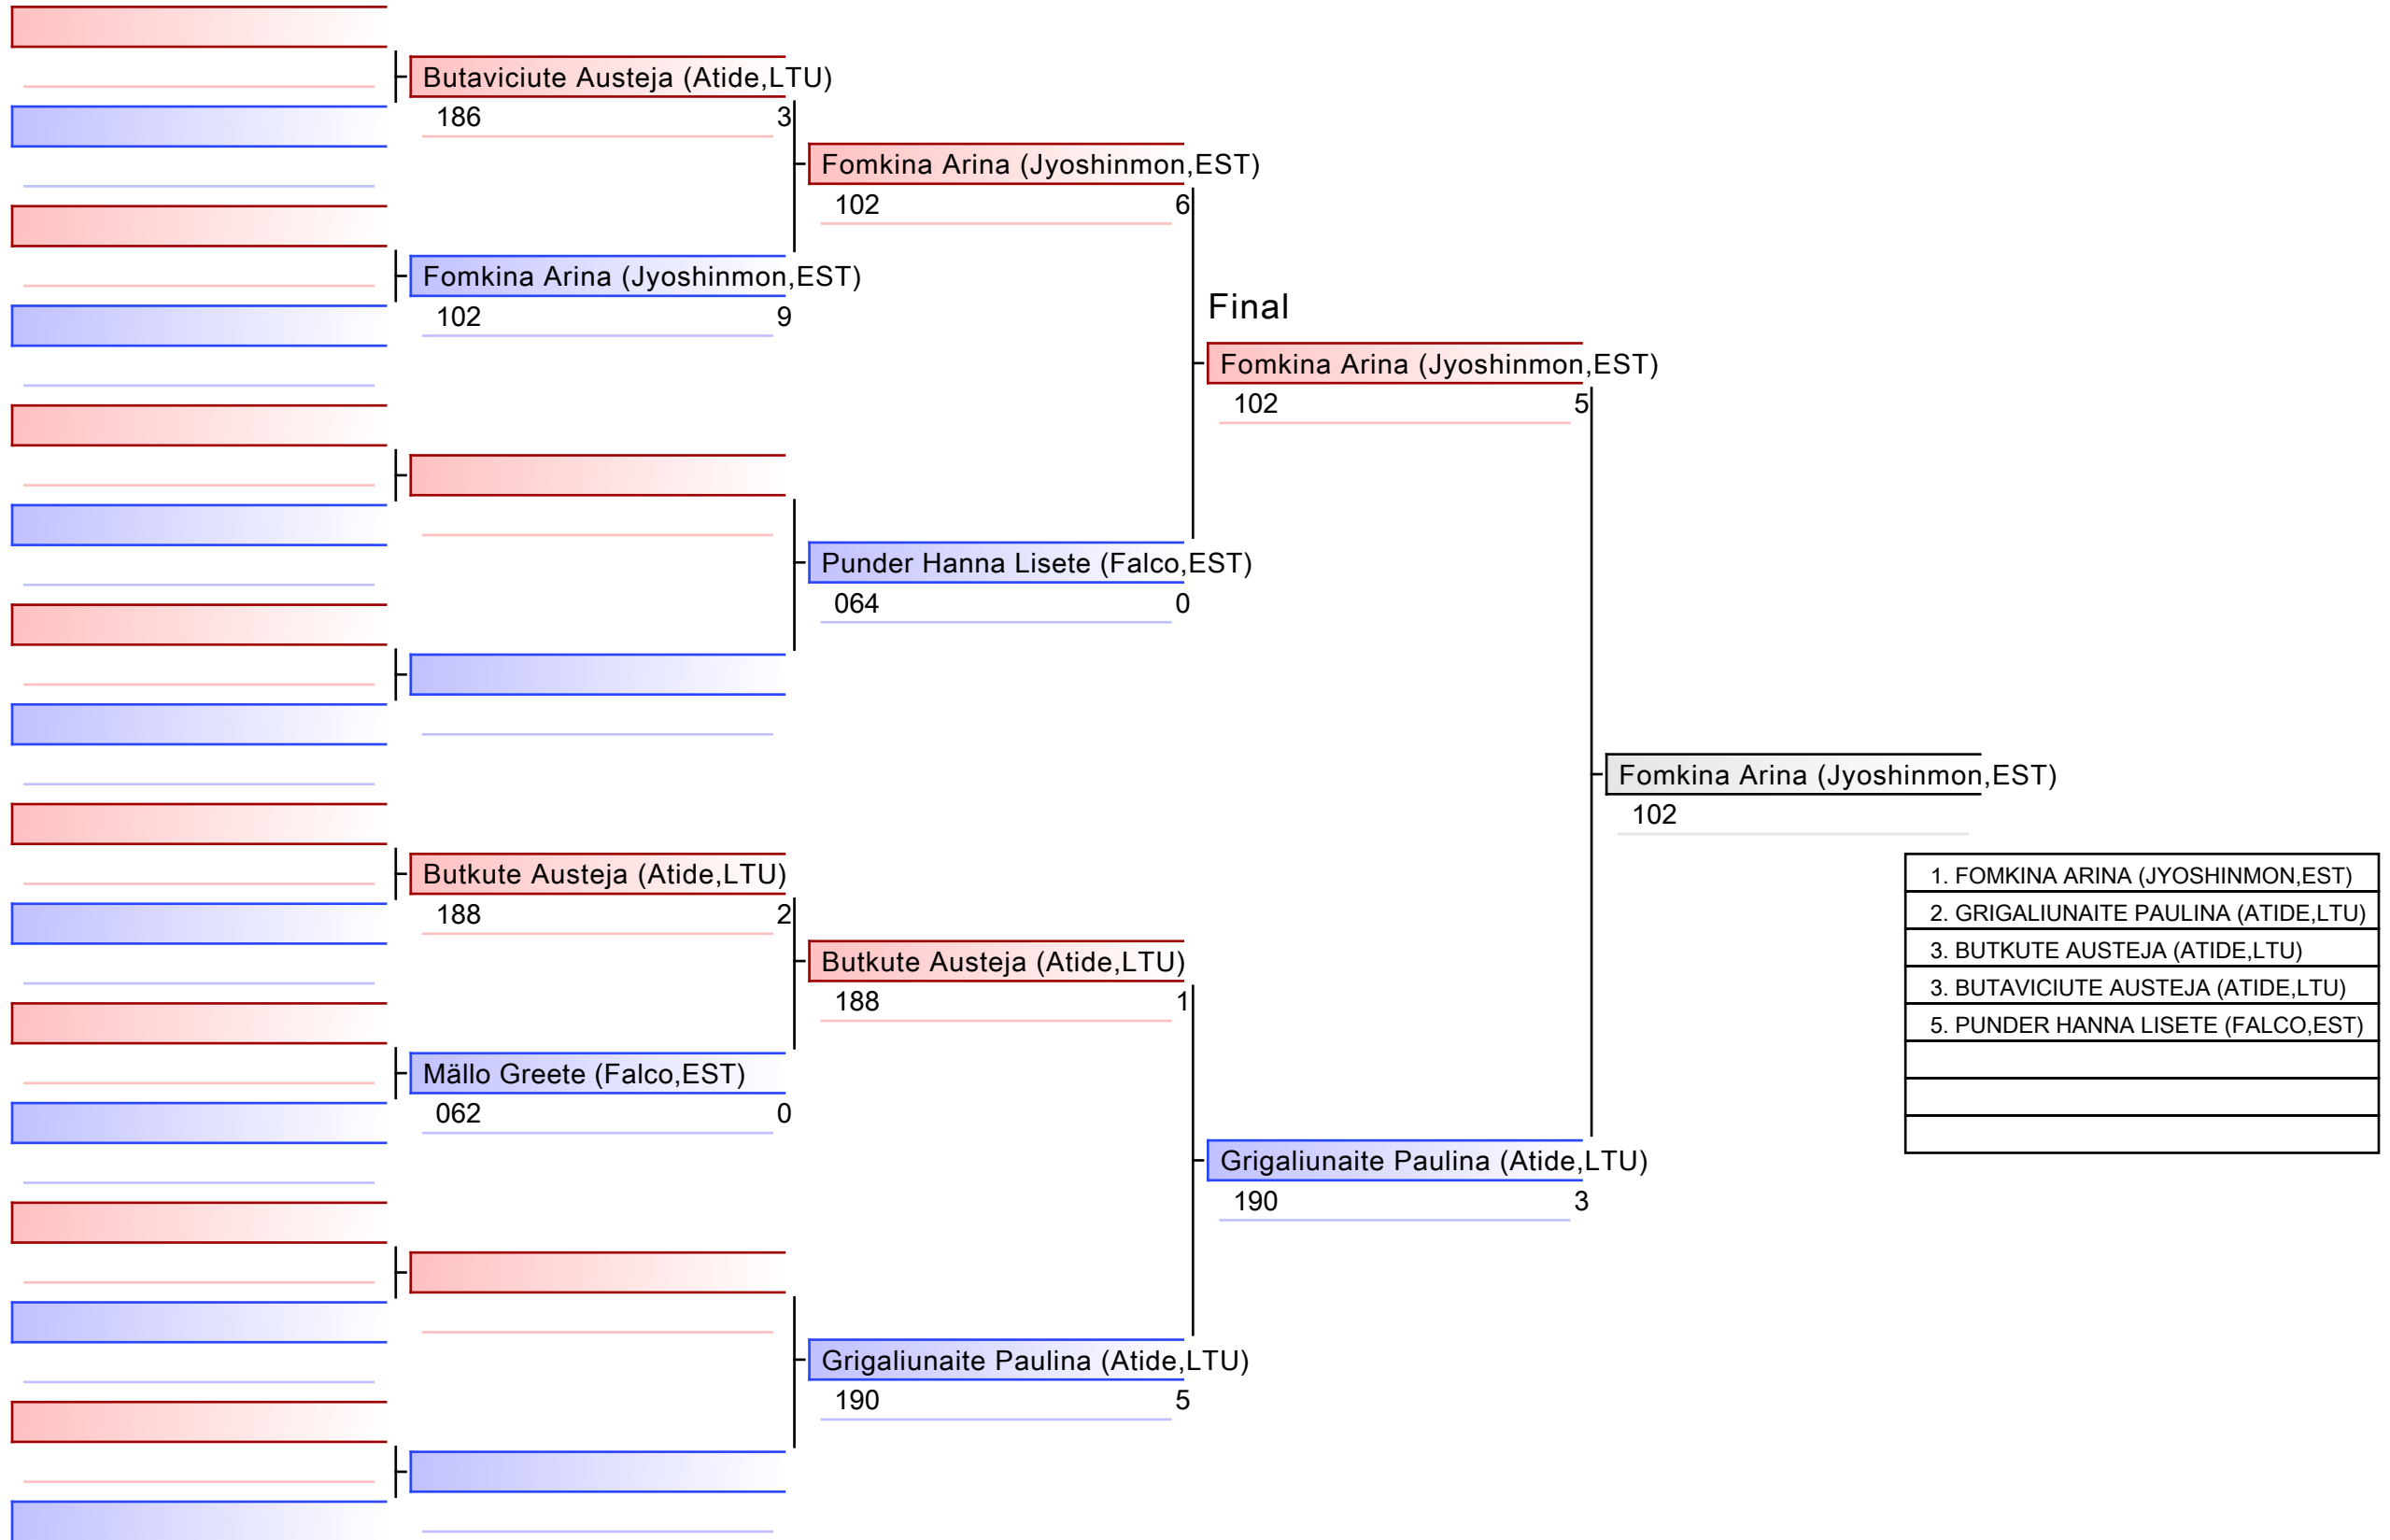 Butaviciute Austeja (Atide,LTU)
186 3
Fomkina Arina (Jyoshinmon,EST)
102 6
Fomkina Arina (Jyoshinmon,EST)
102 9
Final
Fomkina Arina (Jyoshinmon,EST)
102 5
Punder Hanna Lisete (Falco,EST)
064 0
Fomkina Arina (Jyoshinmon,EST)
102
Butkute Austeja (Atide,LTU)
188 2
Butkute Austeja (Atide,LTU)
188 1
Mällo Greete (Falco,EST)
062 0
Grigaliunaite Paulina (Atide,LTU)
190 3
Grigaliunaite Paulina (Atide,LTU)
190 5
1. FOMKINA ARINA (JYOSHINMON,EST)
2. GRIGALIUNAITE PAULINA (ATIDE,LTU)
3. BUTKUTE AUSTEJA (ATIDE,LTU)
3. BUTAVICIUTE AUSTEJA (ATIDE,LTU)
5. PUNDER HANNA LISETE (FALCO,EST)